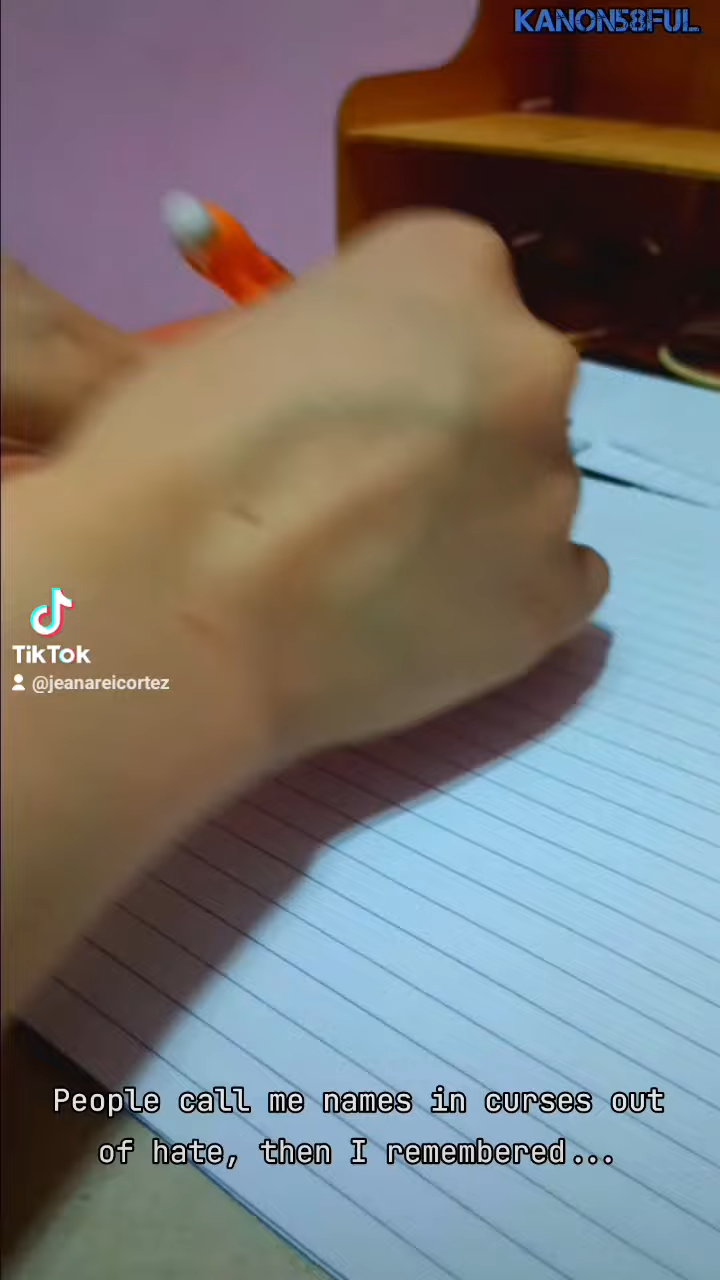 KANON58FUL
TikTok
@jeanareicortez
People call me names in curses out
of hate, then I remembered...